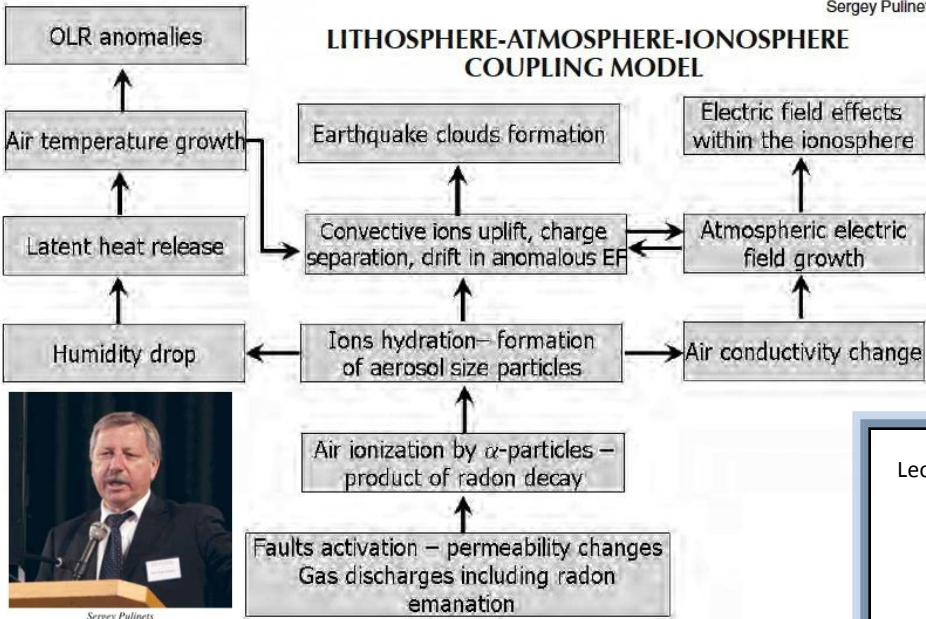 Sergey
LITHOSPHERE-ATMOSPHERE-IONOSPHERE
COUPLING MODEL
OLR anomalies
Air temperature growth
Latent heat release
Humidity drop
Earthquake clouds formation
Convective ions uplift, charge
separation, drift in anomalous EF
Ions hydration– formation
of aerosol size particles
Air ionization by α-particles –
product of radon decay
Faults activation – permeability changes
Gas discharges including radon
emanation
Electric field effects
within the ionosphere
Atmospheric electric
field growth
Air conductivity change
Sergey Pulinets